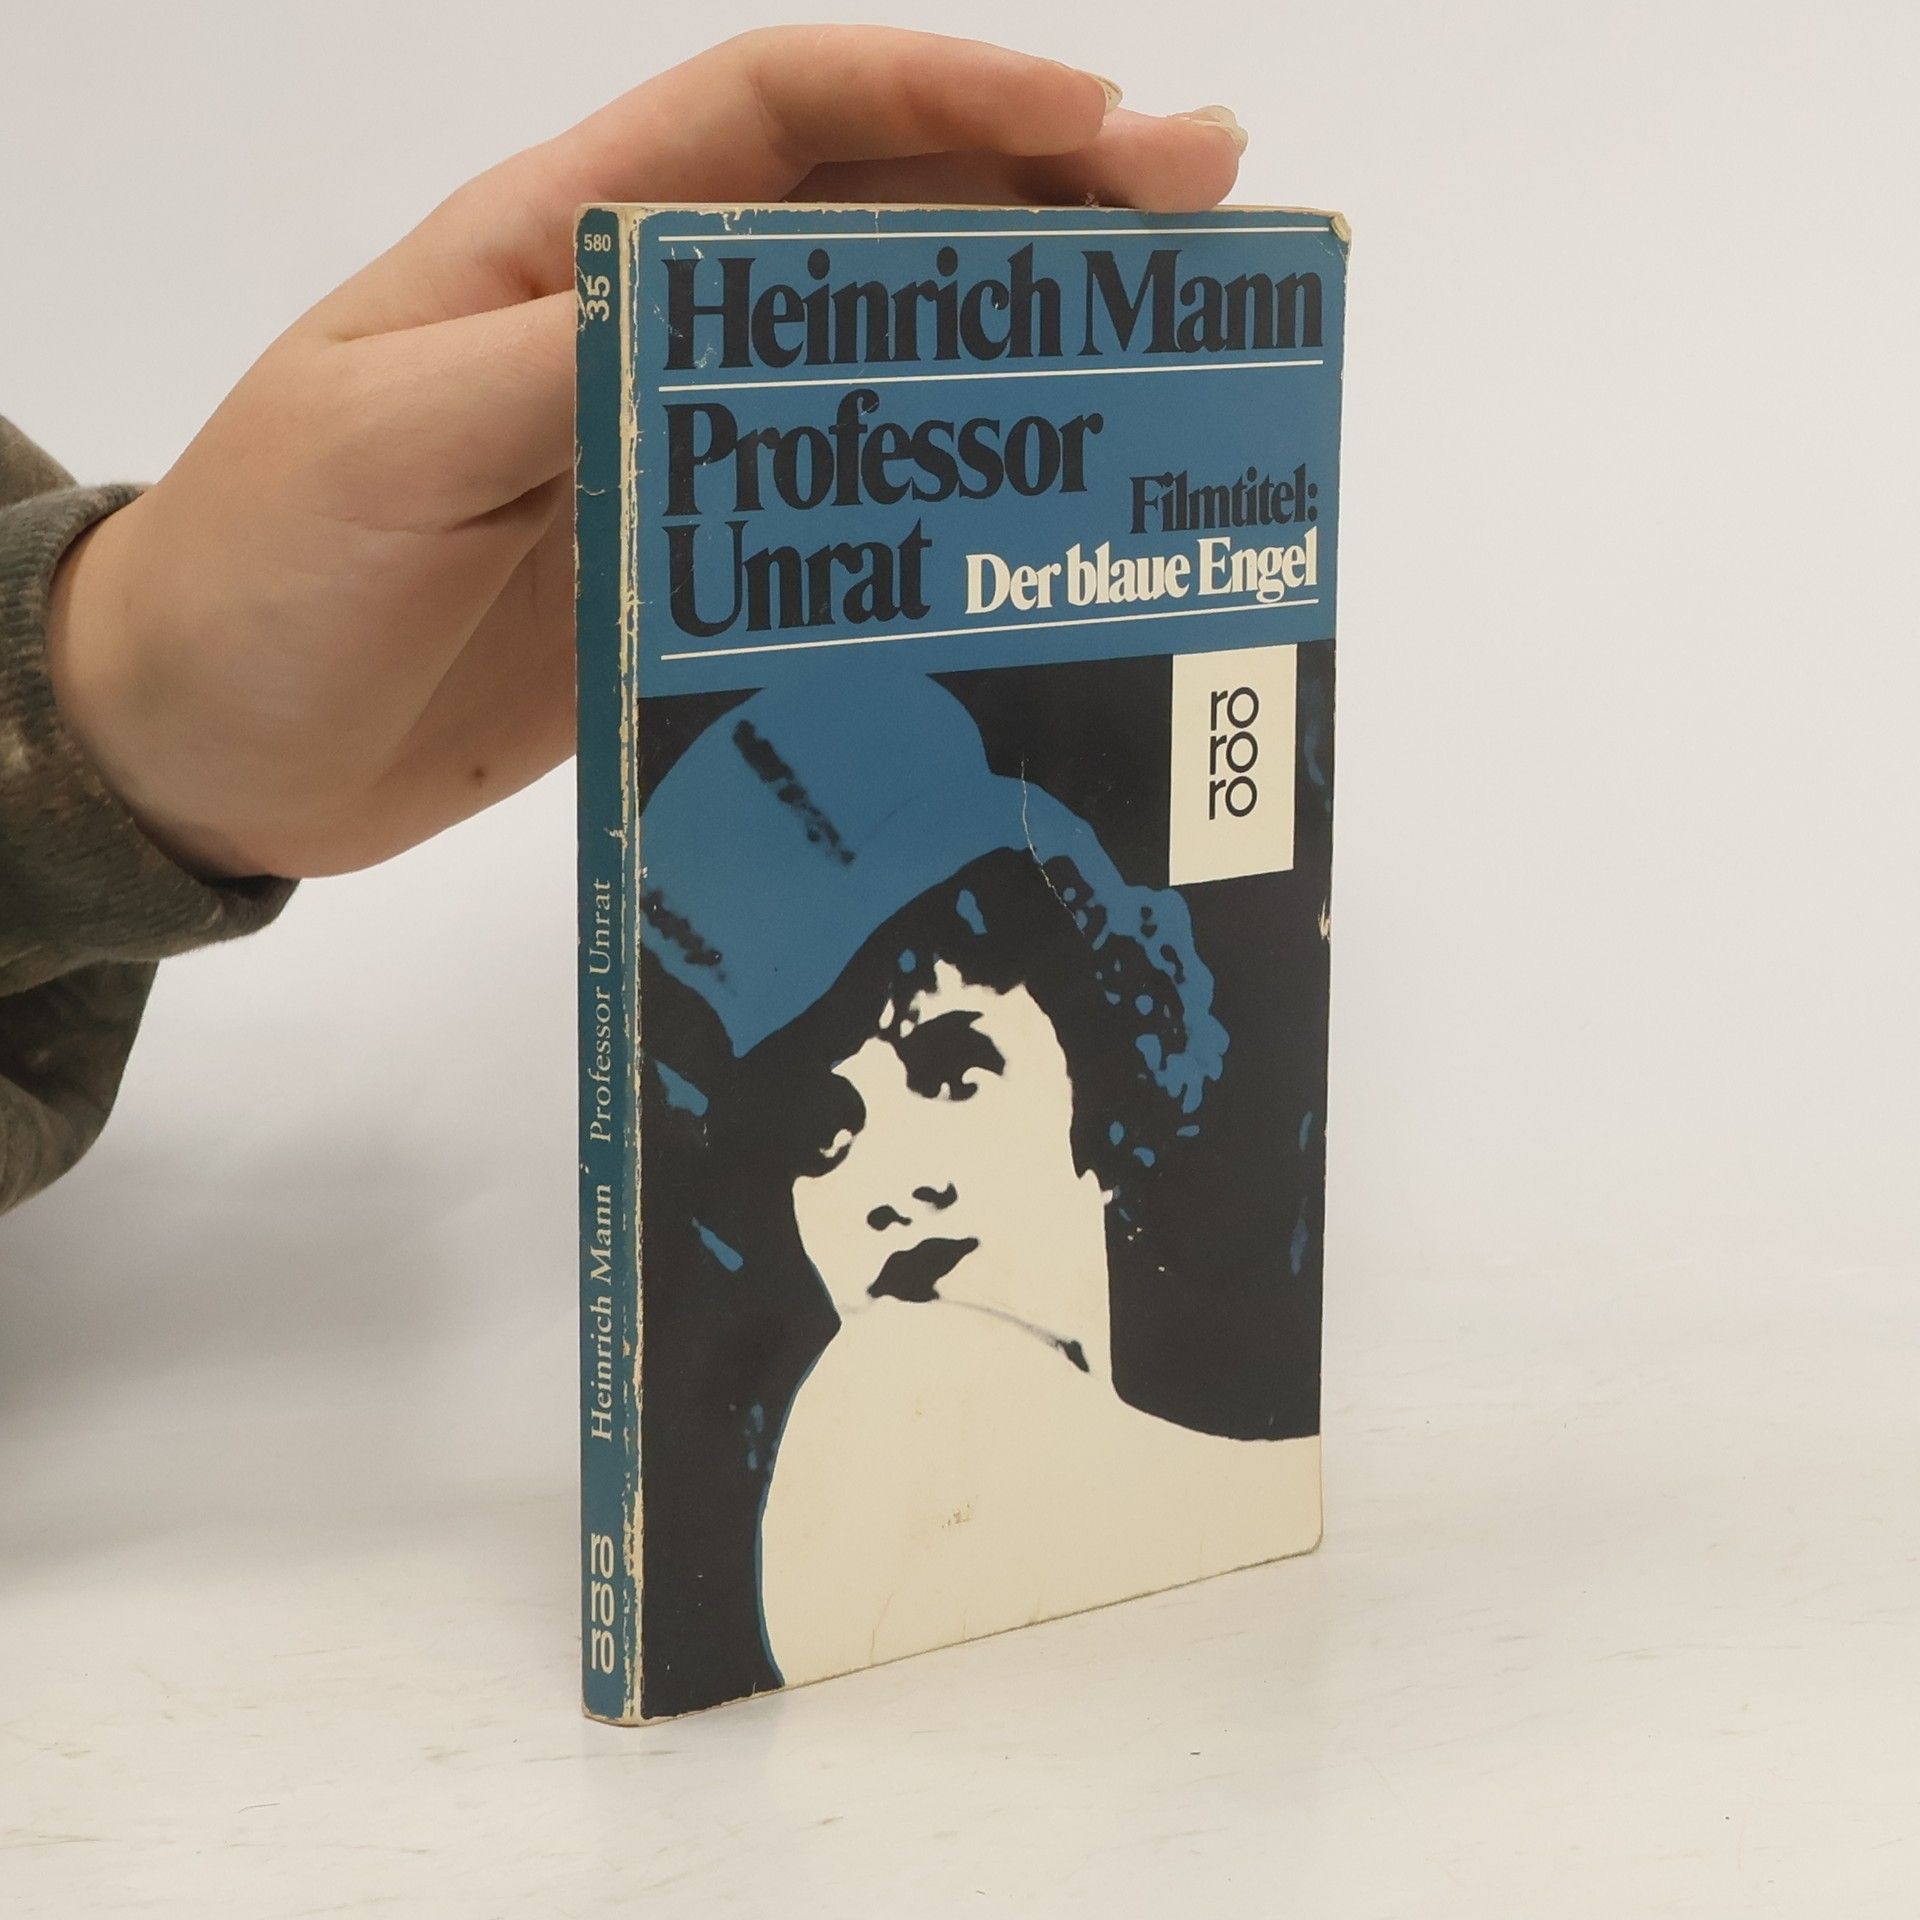 580
35
Heinrich Mann Professor Unrat
ro
ro
ro
Heinrich Mann
Professor
Unrat
Filmtitel:
Der blaue Engel
ro
ro
ro